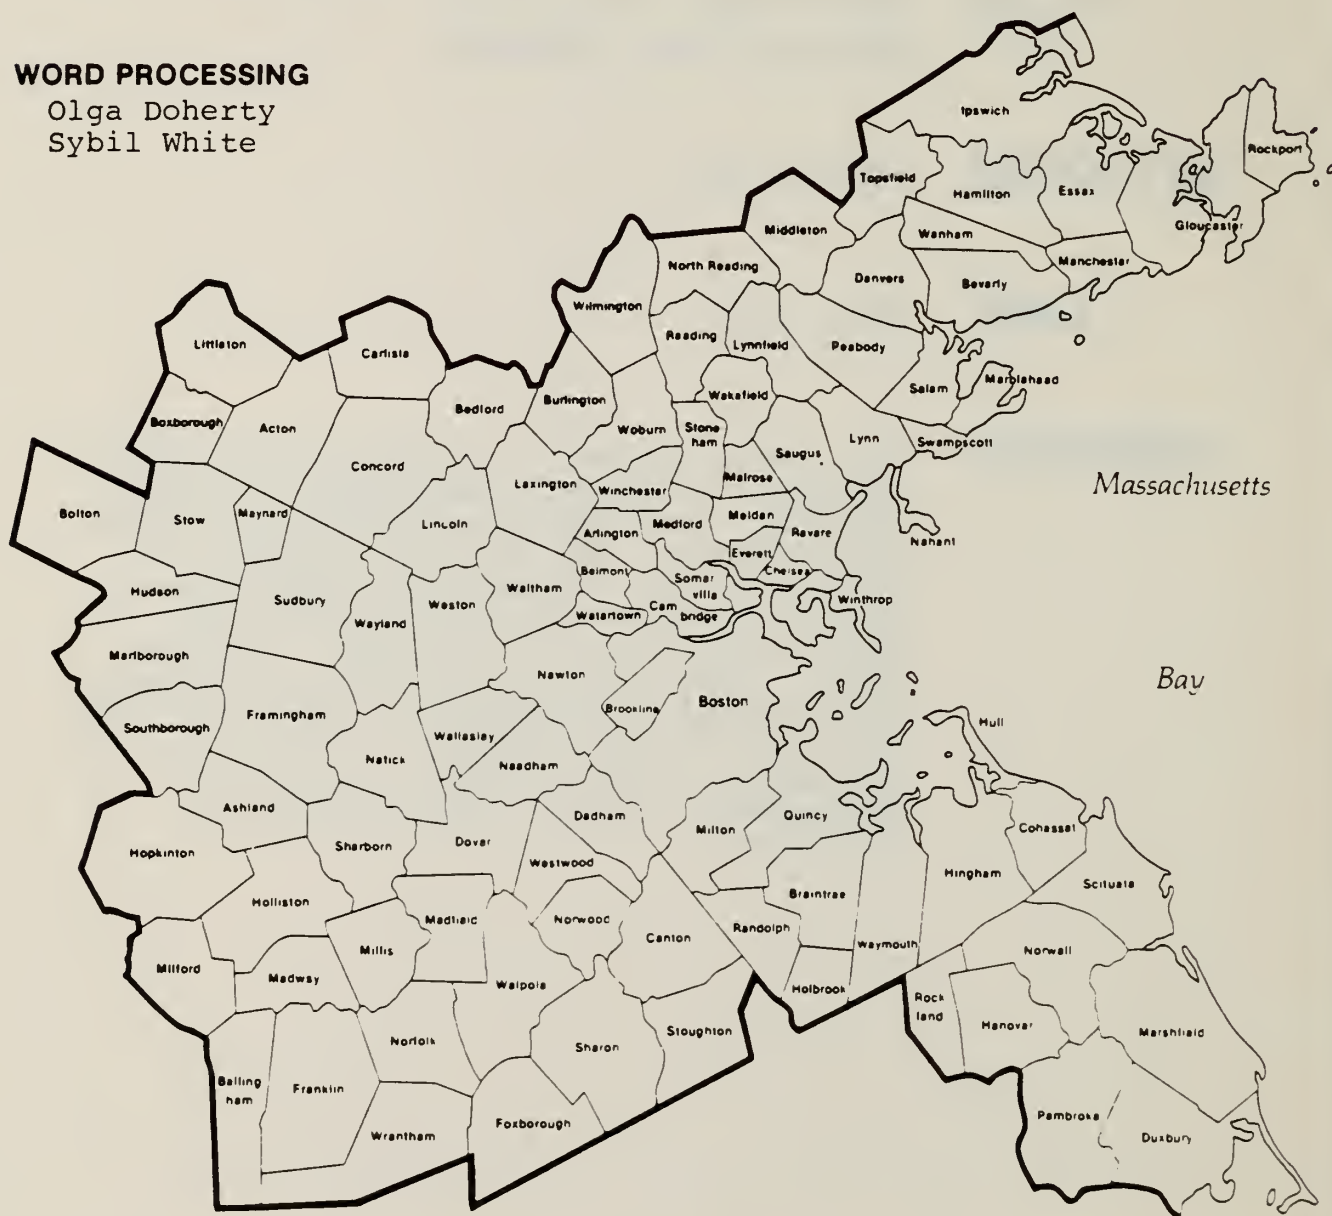 WORD PROCESSING
Olga Doherty
Sybil White
Ipswich
Rockport
Topsfield
Hamilton
Essex
Gloucester
Middleton
Wenham
Manchester
North Reading
Danvers
Beverly
Wilmington
Reading
Lynnfield
Peabody
Littleton
Carlisle
Salem
Marblehead
Wakefield
Burlington
Bedford
Boxborough
Acton
Woburn
Stone
ham
Lynn
Swampscott
Saugus
Concord
Lexington
Winchester
Melrose
Massachusetts
Bolton
Stow
Maynard
Lincoln
Arlington
Medford
Malden
Revere
Nahant
Everett
Chelsea
Belmont
Somer
ville
Hudson
Sudbury
Weston
Waltham
Winthrop
Wayland
Watertown
Cam
bridge
Marlborough
Newton
Bay
Framingham
Brookline
Boston
Southborough
Wellesley
Hull
Natick
Needham
Ashland
Dedham
Quincy
Milton
Cohasset
Hopkinton
Sherborn
Dover
Westwood
Hingham
Scituate
Holliston
Braintree
Medfield
Norwood
Randolph
Canton
Weymouth
Norwell
Millis
Milford
Medway
Walpole
Holbrook
Rock
land
Hanover
Marshfield
Norfolk
Sharon
Stoughton
Belling
ham
Franklin
Foxborough
Pembroke
Wrentham
Duxbury